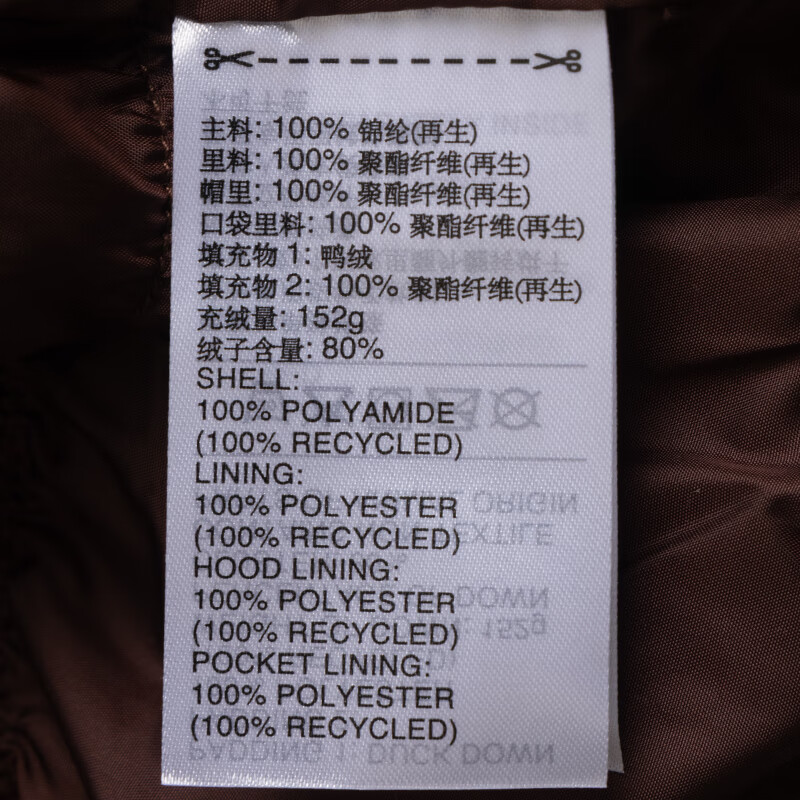 主料: 100% 锦纶(再生)
里料: 100% 聚酯纤维(再生)
帽里: 100% 聚酯纤维(再生)
口袋里料: 100% 聚酯纤维(再生)
填充物 1: 鸭绒
填充物 2: 100% 聚酯纤维(再生)
充绒量: 152g
绒子含量: 80%
SHELL:
100% POLYAMIDE
(100% RECYCLED)
LINING:
100% POLYESTER
(100% RECYCLED)
HOOD LINING:
100% POLYESTER
(100% RECYCLED)
POCKET LINING:
100% POLYESTER
(100% RECYCLED)